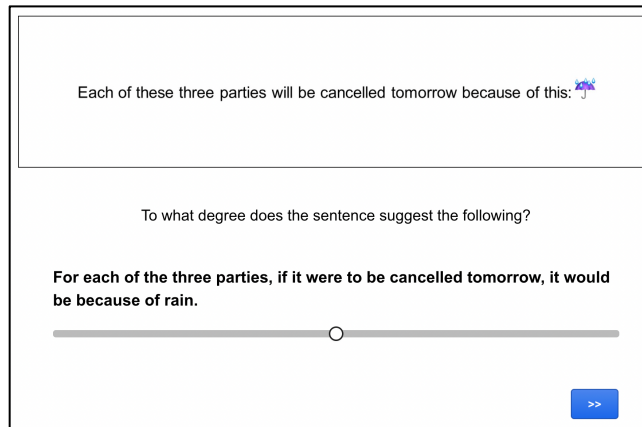 Each of these three parties will be cancelled tomorrow because of this: ☔
To what degree does the sentence suggest the following?
For each of the three parties, if it were to be cancelled tomorrow, it would
be because of rain.
>>